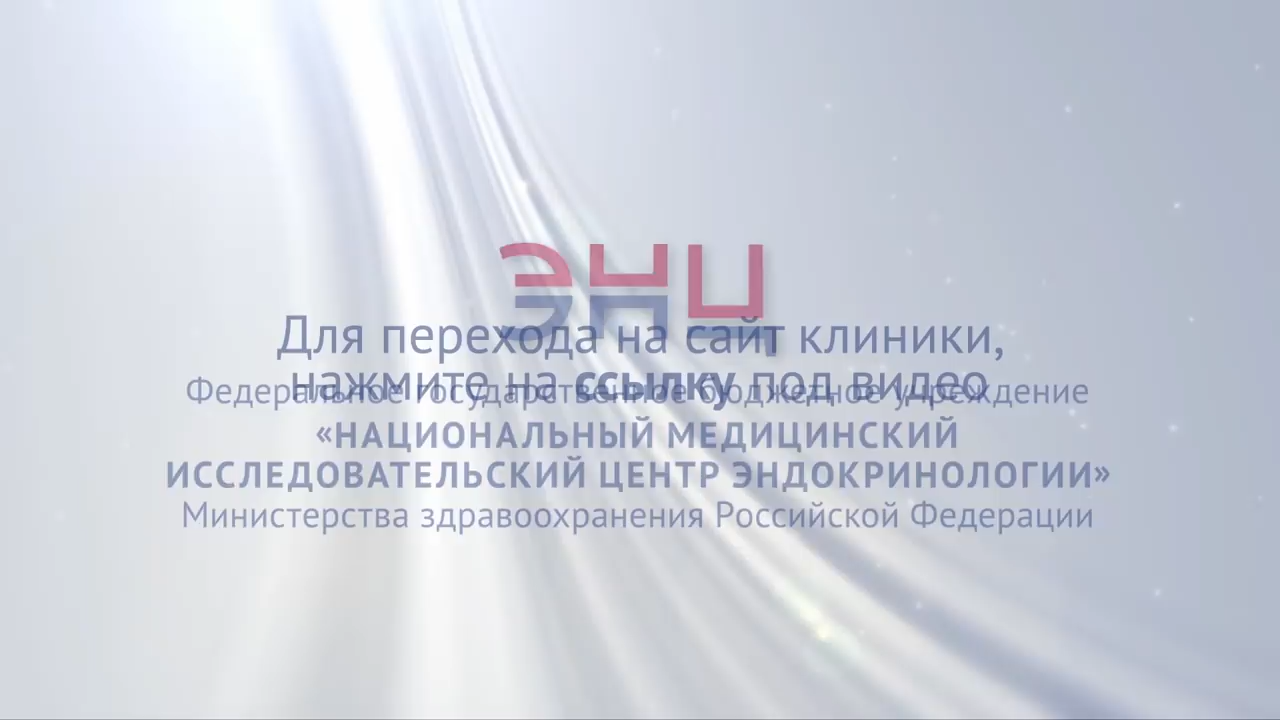 ЭНЦ
Для перехода на сайт клиники,
нажмите на ссылку под видео
Федеральное государственное бюджетное учреждение
«НАЦИОНАЛЬНЫЙ МЕДИЦИНСКИЙ
ИССЛЕДОВАТЕЛЬСКИЙ ЦЕНТР ЭНДОКРИНОЛОГИИ»
Министерства здравоохранения Российской Федерации